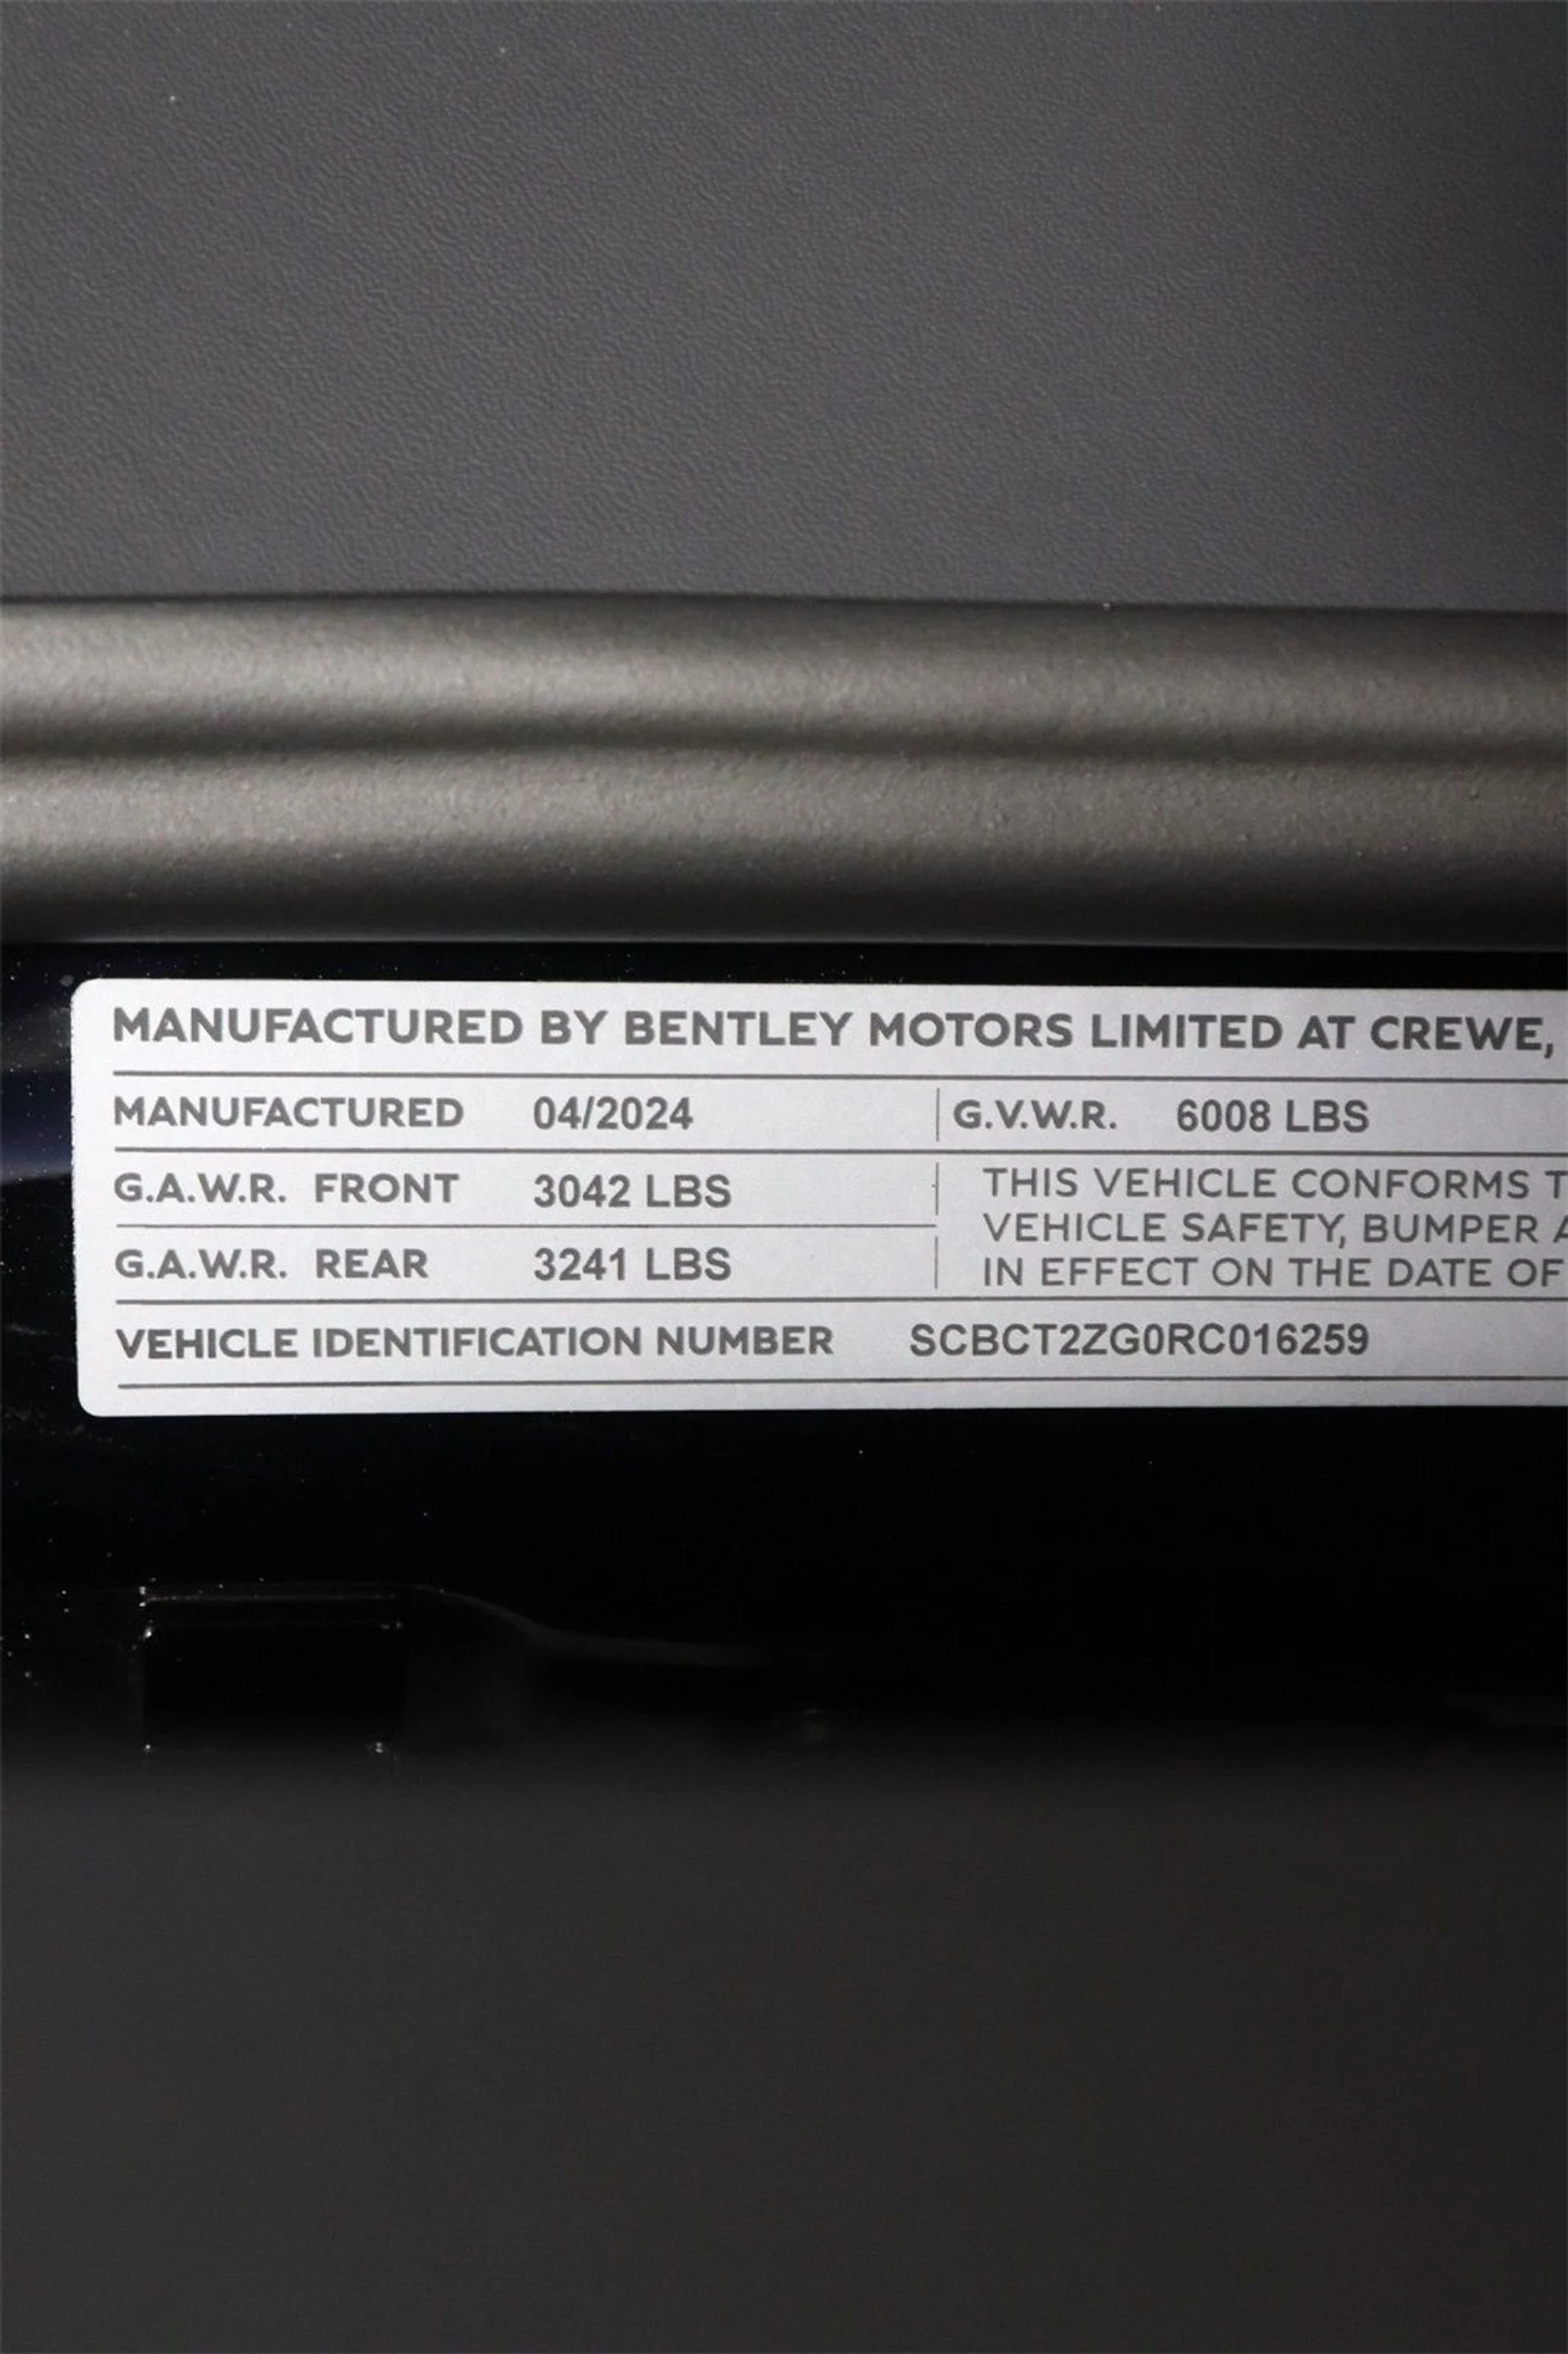 MANUFACTURED BY BENTLEY MOTORS LIMITED AT CREWE,
MANUFACTURED 04/2024 G.V.W.R. 6008 LBS
G.A.W.R. FRONT 3042 LBS
G.A.W.R. REAR 3241 LBS
THIS VEHICLE CONFORMS
VEHICLE SAFETY, BUMPER
IN EFFECT ON THE DATE OF
VEHICLE IDENTIFICATION NUMBER SCBCT2ZG0RC016259